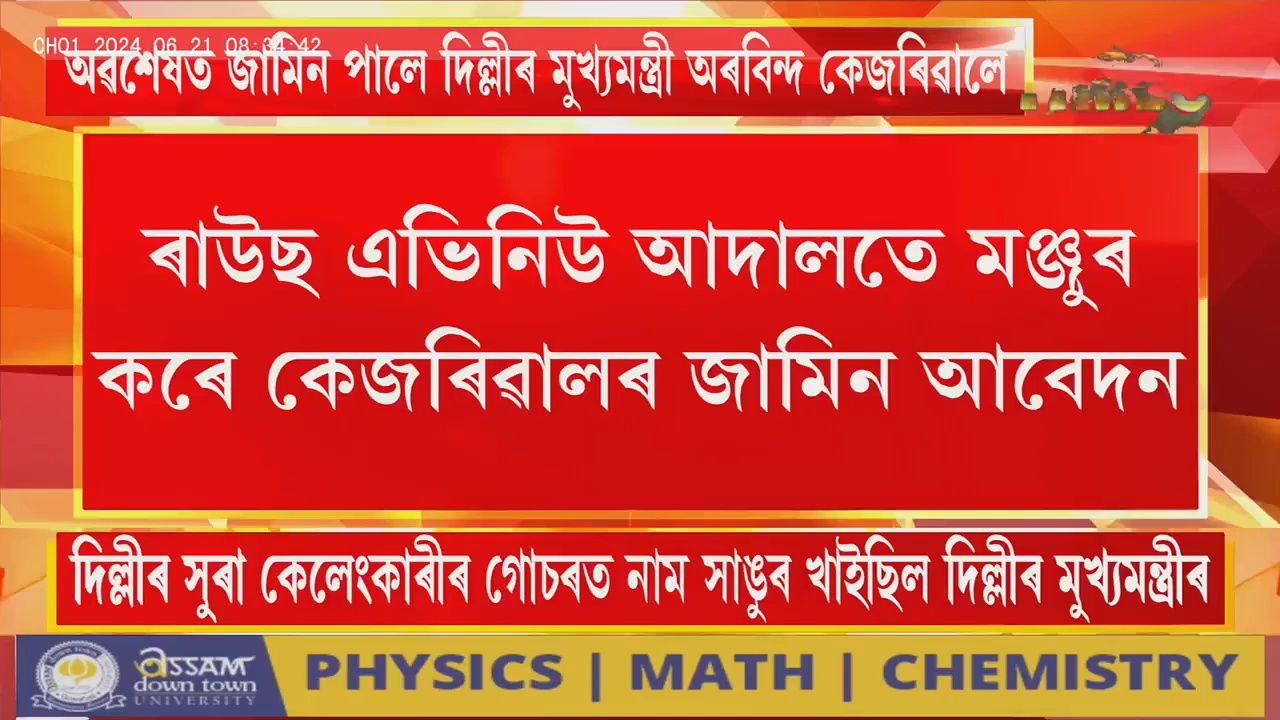 CH01 2024 06 21 08:34:42
অৱশেষত জামিন পালে দিল্লীৰ মুখ্যমন্ত্ৰী অৰবিন্দ কেজৰিৱালে
ৰাউছ এভিনিউ আদালতে মঞ্জুৰ
কৰে কেজৰিৱালৰ জামিন আবেদন
দিল্লীৰ সুৰা কেলেংকাৰীৰ গোচৰত নাম সাঙুৰ খাইছিল দিল্লীৰ মুখ্যমন্ত্ৰীৰ
ASSAM
down town
UNIVERSITY
PHYSICS | MATH | CHEMISTRY